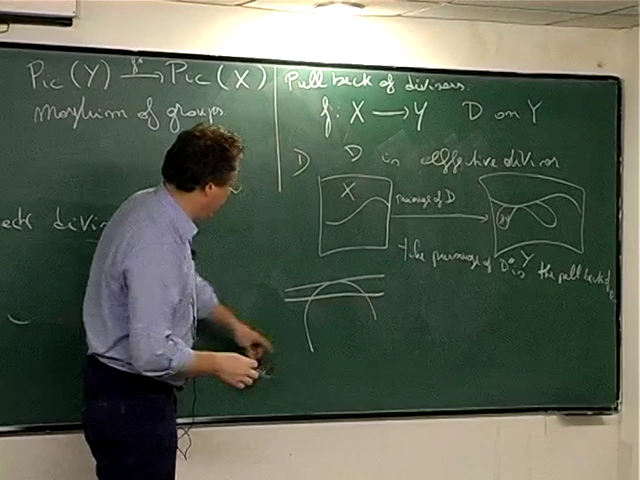 Pic(Y) f* → Pic(X)
Morphism of groups
Pull back of divisors
f: X → Y D on Y
D D is effective divisor
X
preimage of D
Y
Take preimage of D is the pull back of